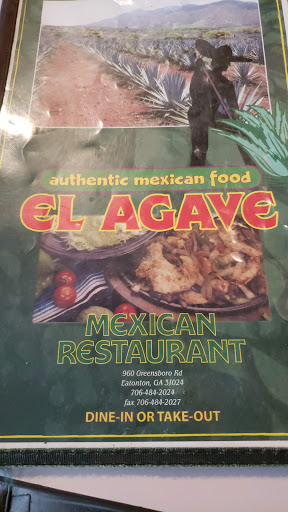 authentic mexican food
EL AGAVE
MEXICAN
RESTAURANT
960 Greensboro Rd
Eatonton, GA 31024
706-484-2024
fax 706-484-2027
DINE-IN OR TAKE-OUT